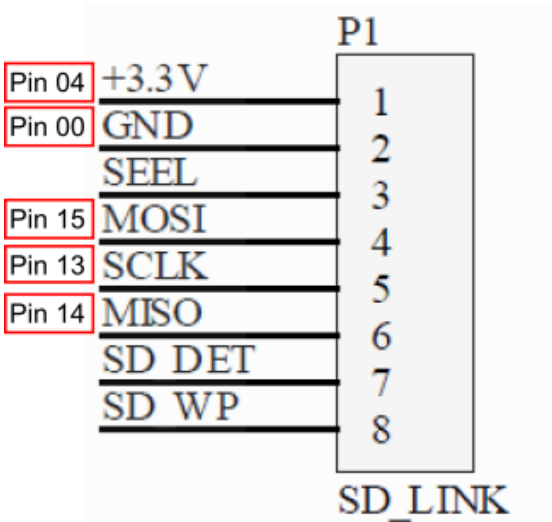 P1
Pin 04 +3.3V 1
Pin 00 GND 2
SEEL 3
Pin 15 MOSI 4
Pin 13 SCLK 5
Pin 14 MISO 6
SD DET 7
SD WP 8
SD_LINK